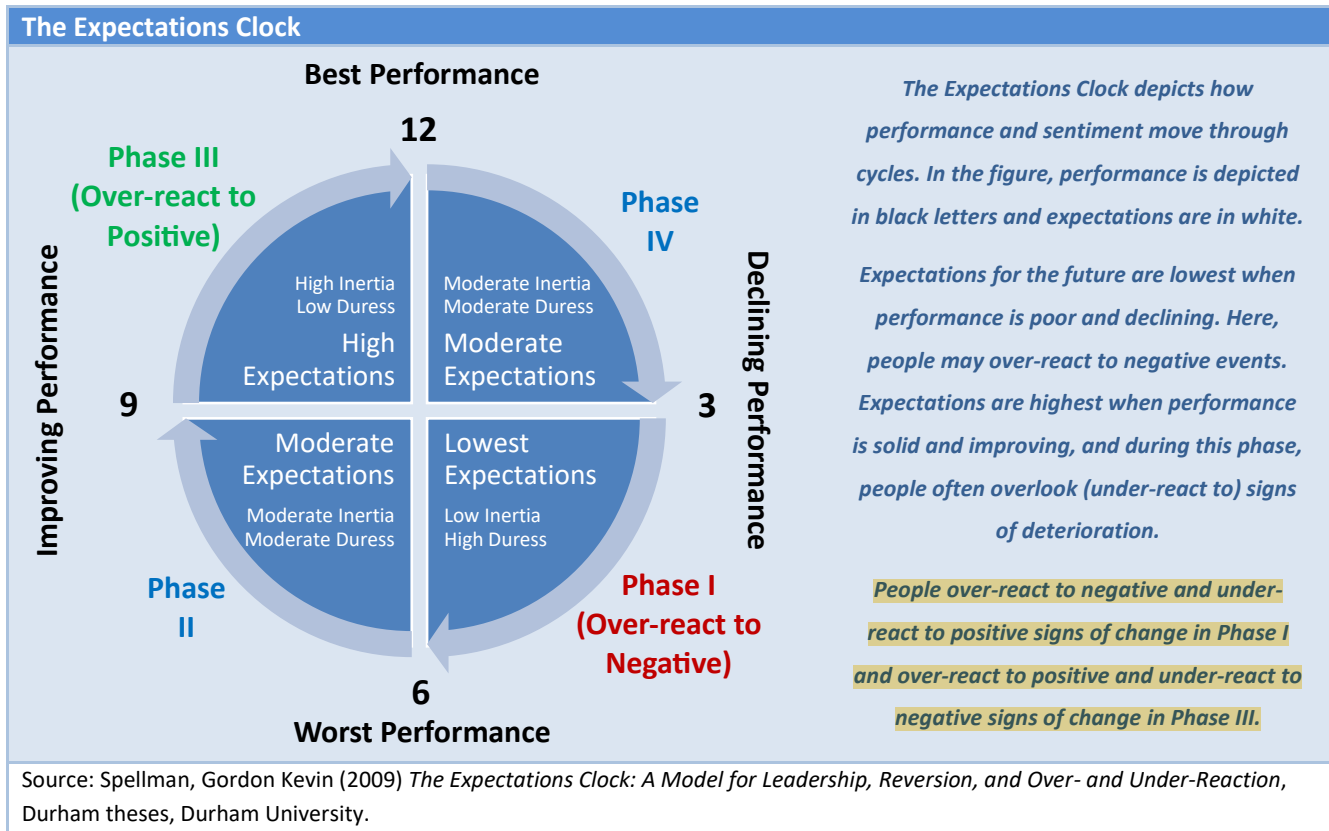 The Expectations Clock
Best Performance
12
Phase III
(Over-react to
Positive)
Phase
IV
High Inertia
Low Duress
High
Expectations
Moderate Inertia
Moderate Duress
Moderate
Expectations
Improving Performance
9
3
Declining Performance
Moderate
Expectations
Moderate Inertia
Moderate Duress
Lowest
Expectations
Low Inertia
High Duress
Phase
II
Phase I
(Over-react to
Negative)
6
Worst Performance
The Expectations Clock depicts how
performance and sentiment move through
cycles. In the figure, performance is depicted
in black letters and expectations are in white.
Expectations for the future are lowest when
performance is poor and declining. Here,
people may over-react to negative events.
Expectations are highest when performance
is solid and improving, and during this phase,
people often overlook (under-react to) signs
of deterioration.
People over-react to negative and under-
react to positive signs of change in Phase I
and over-react to positive and under-react to
negative signs of change in Phase III.
Source: Spellman, Gordon Kevin (2009) The Expectations Clock: A Model for Leadership, Reversion, and Over- and Under-Reaction,
Durham theses, Durham University.